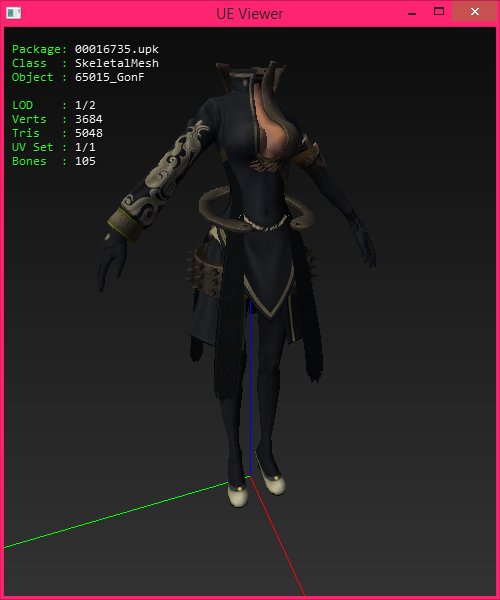 UE Viewer
Package: 00016735.upk
Class : SkeletalMesh
Object : 65015_GonF
LOD : 1/2
Verts : 3684
Tris : 5048
UV Set : 1/1
Bones : 105